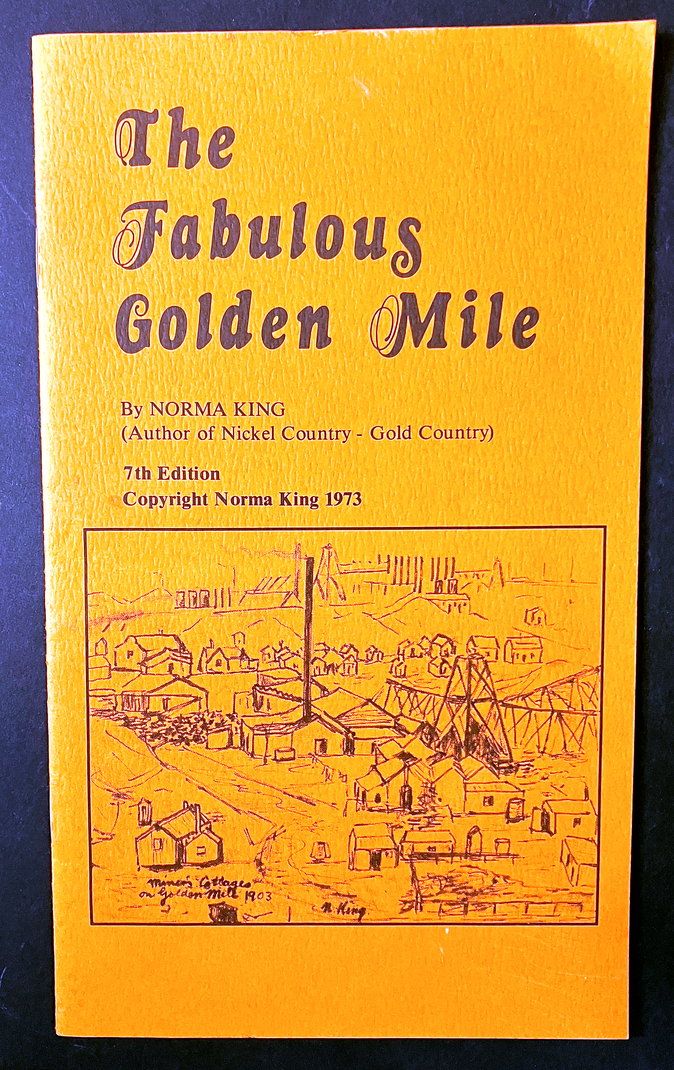 The
Fabulous
Golden Mile
By NORMA KING
(Author of Nickel Country - Gold Country)
7th Edition
Copyright Norma King 1973
Miner's Cottages
on Golden Mile 1903
N. King